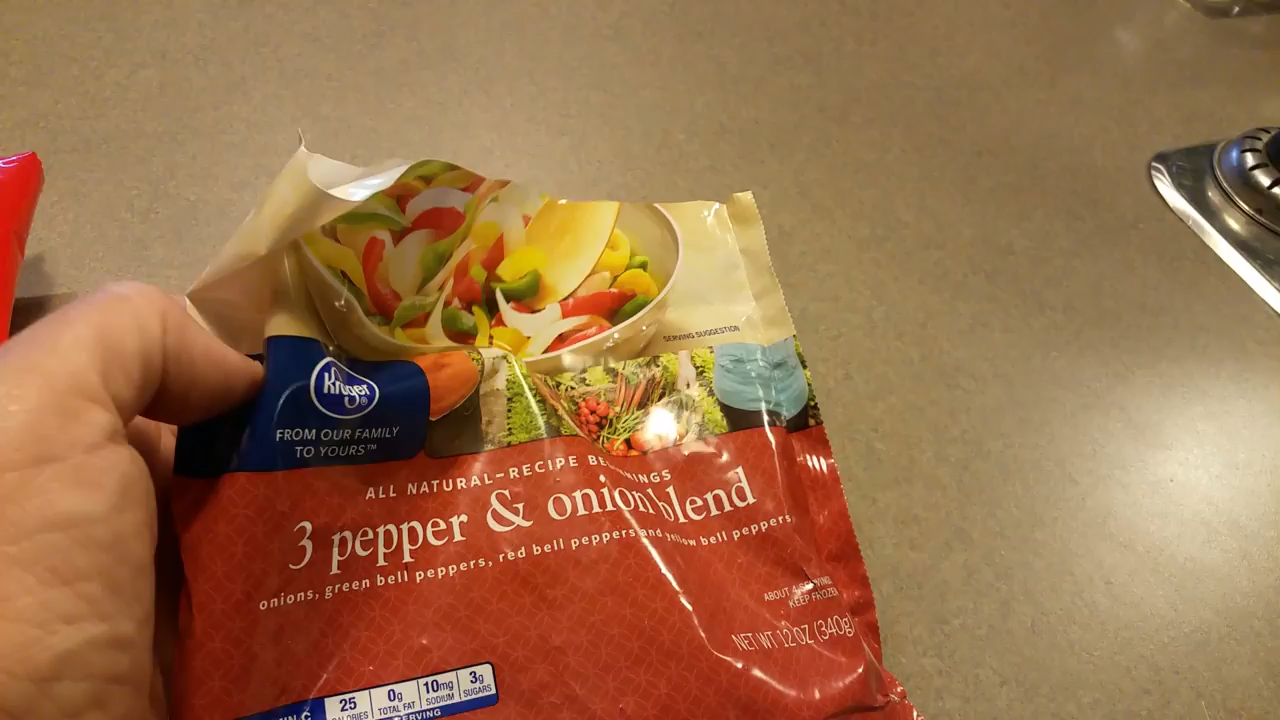 SERVING SUGGESTION
Kroger
FROM OUR FAMILY
TO YOURS™
ALL NATURAL-RECIPE
3 pepper & onion blend
onions, green bell peppers, red bell peppers and yellow bell peppers
ABOUT 4
KEEP FROZEN
NET WT 12 OZ (340g)
25 0g 10mg 3g
CALORIES TOTAL FAT SODIUM SUGARS
C
SERVING